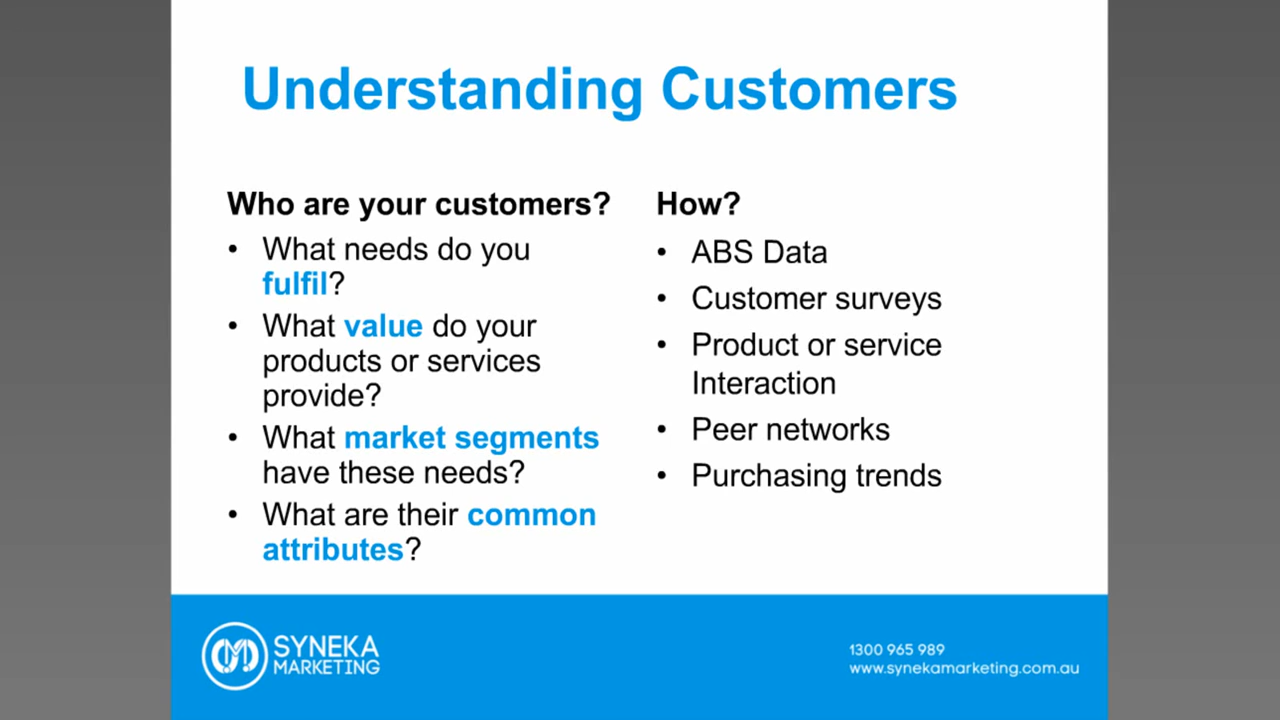 Understanding Customers
Who are your customers?
• What needs do you
fulfil?
• What value do your
products or services
provide?
• What market segments
have these needs?
• What are their common
attributes?
How?
• ABS Data
• Customer surveys
• Product or service
Interaction
• Peer networks
• Purchasing trends
SYNEKA
MARKETING
1300 965 989
www.synekamarketing.com.au